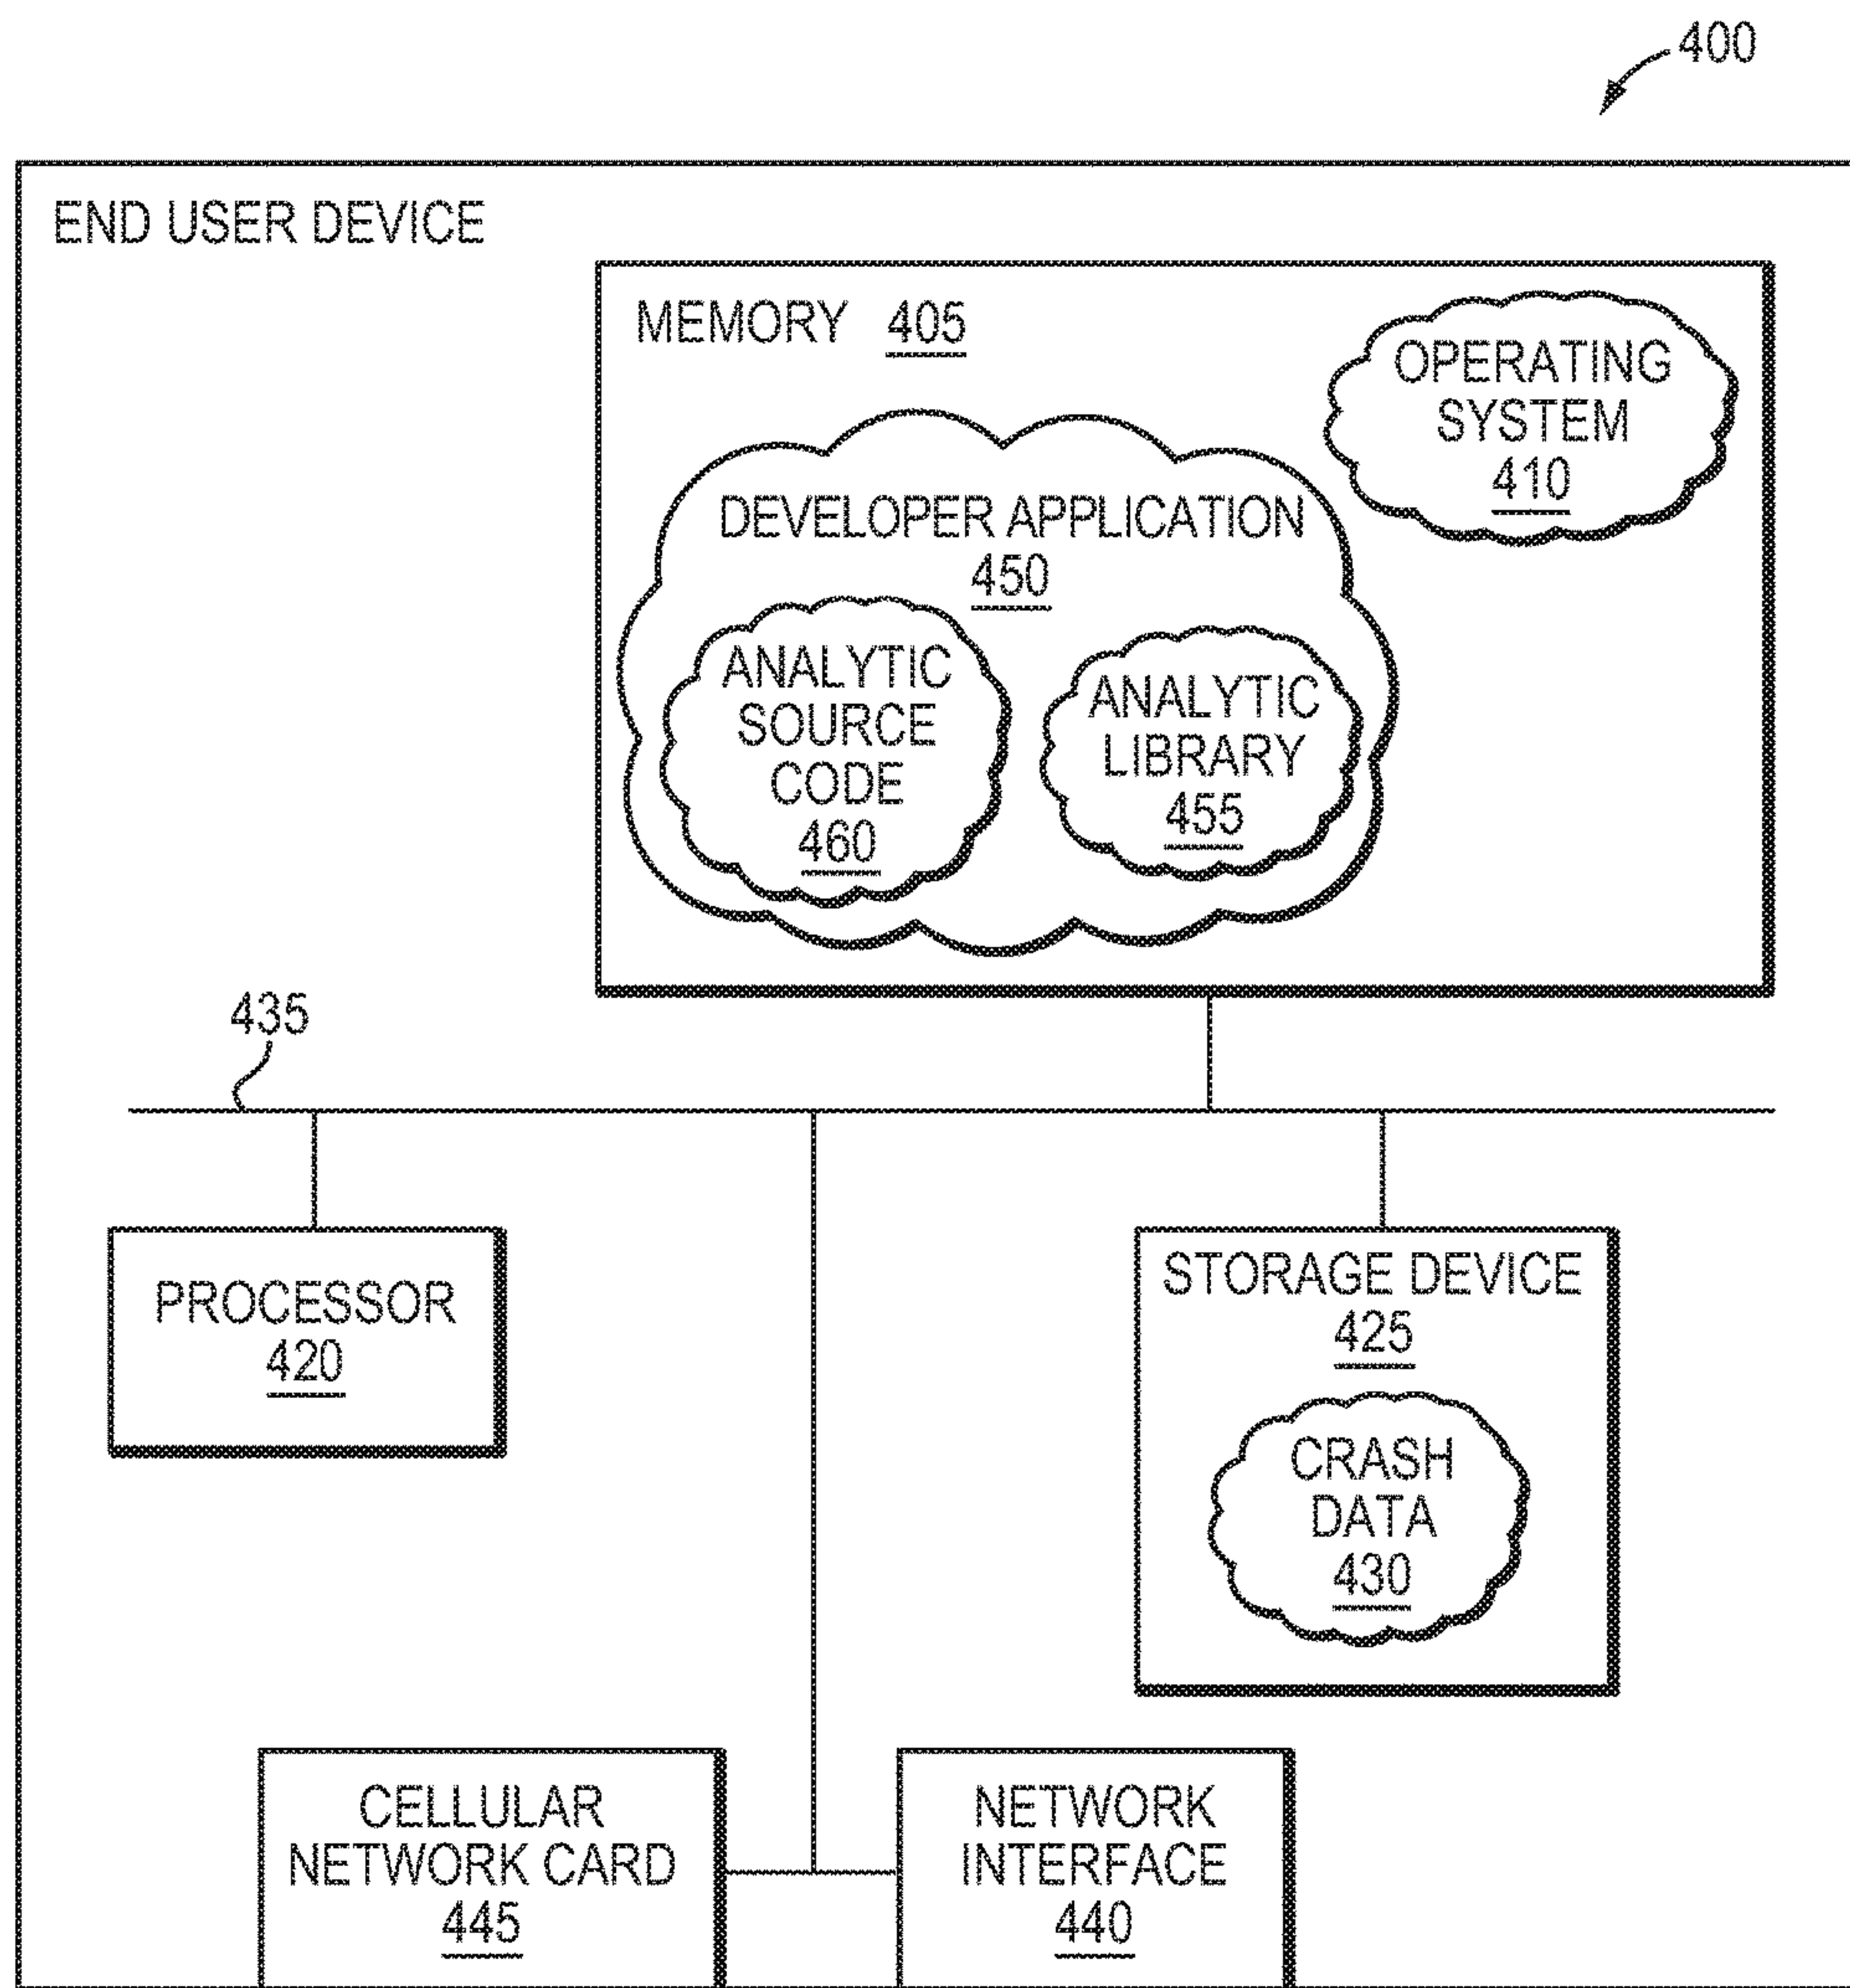 400
END USER DEVICE
MEMORY 405
OPERATING
SYSTEM
410
DEVELOPER APPLICATION
450
ANALYTIC
SOURCE
CODE
460
ANALYTIC
LIBRARY
455
435
PROCESSOR
420
STORAGE DEVICE
425
CRASH
DATA
430
CELLULAR
NETWORK CARD
445
NETWORK
INTERFACE
440